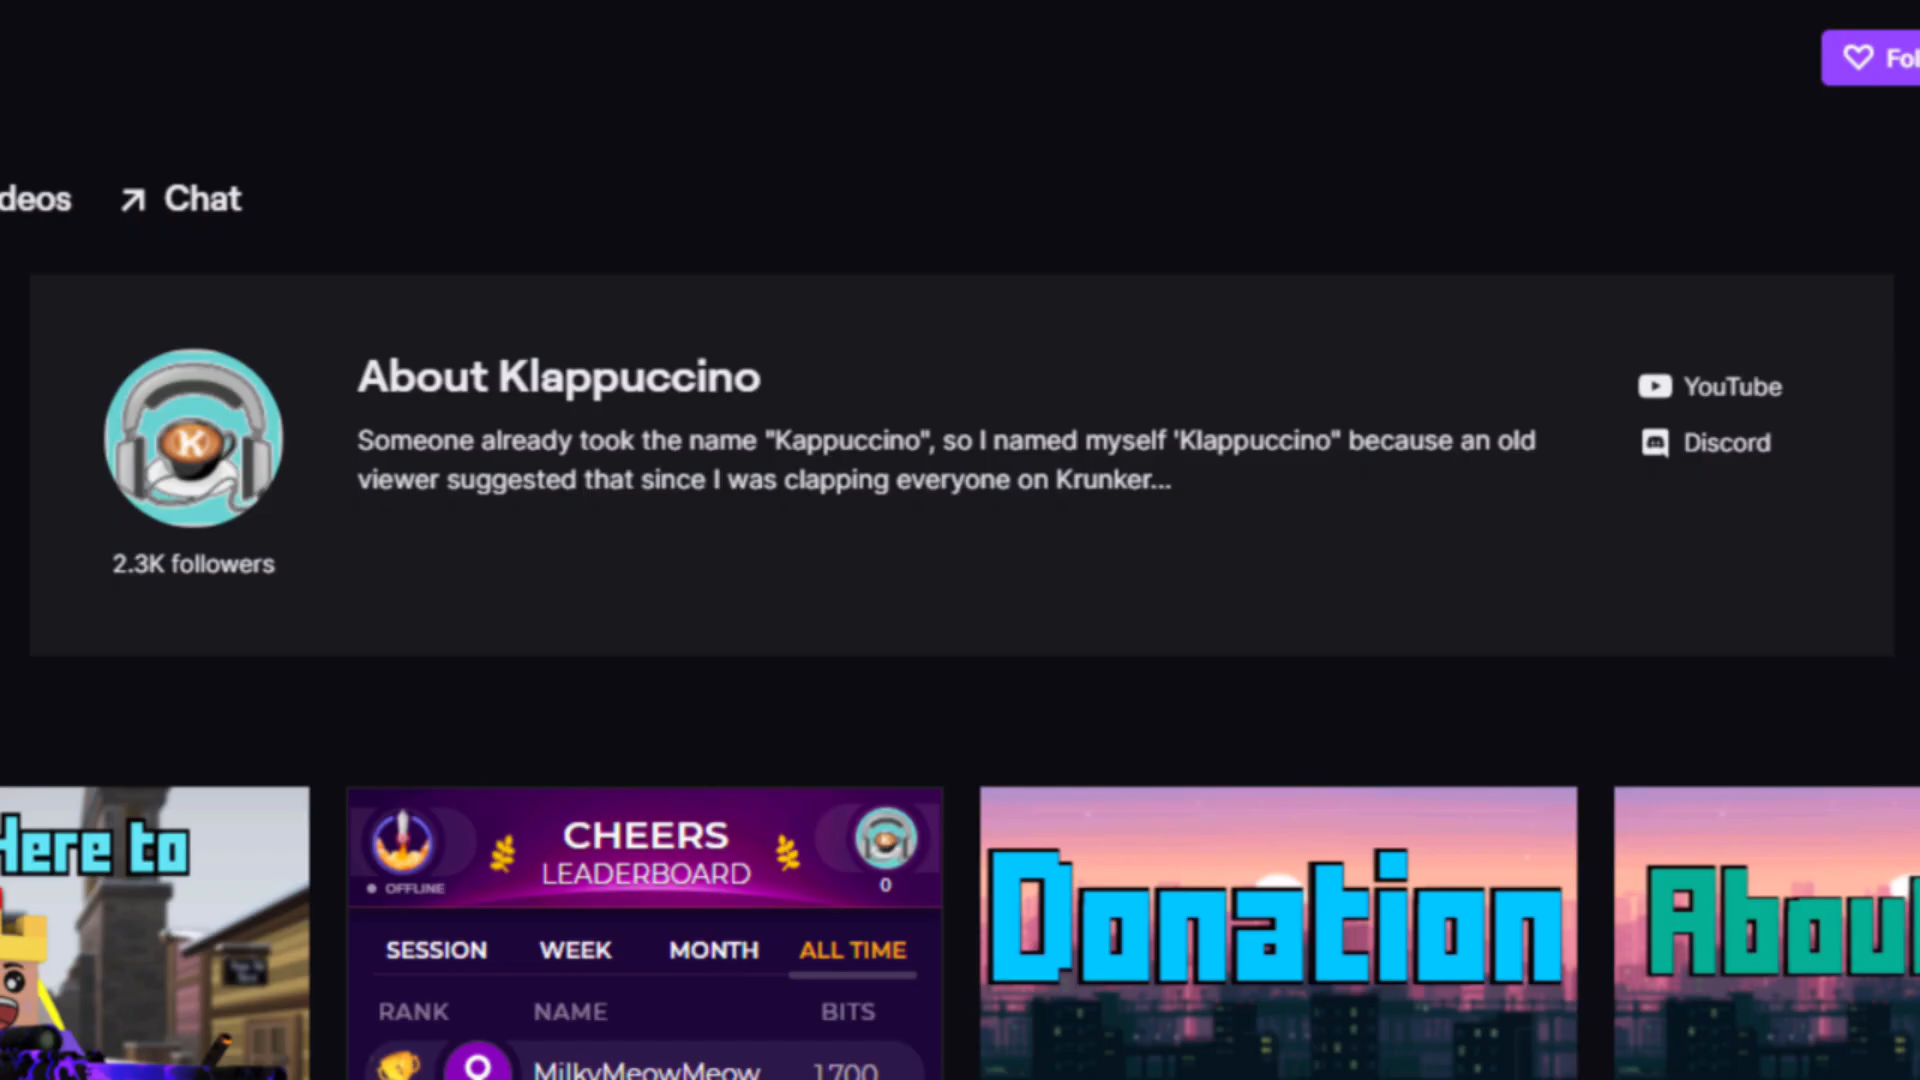 Fol
deos
Chat
About Klappuccino
Someone already took the name "Kappuccino", so I named myself 'Klappuccino" because an old
viewer suggested that since I was clapping everyone on Krunker...
YouTube
Discord
K
2.3K followers
Here to
CHEERS
LEADERBOARD
OFFLINE
0
SESSION WEEK MONTH ALL TIME
RANK NAME BITS
MilkyMeowMeow 1700
Donation
Abou